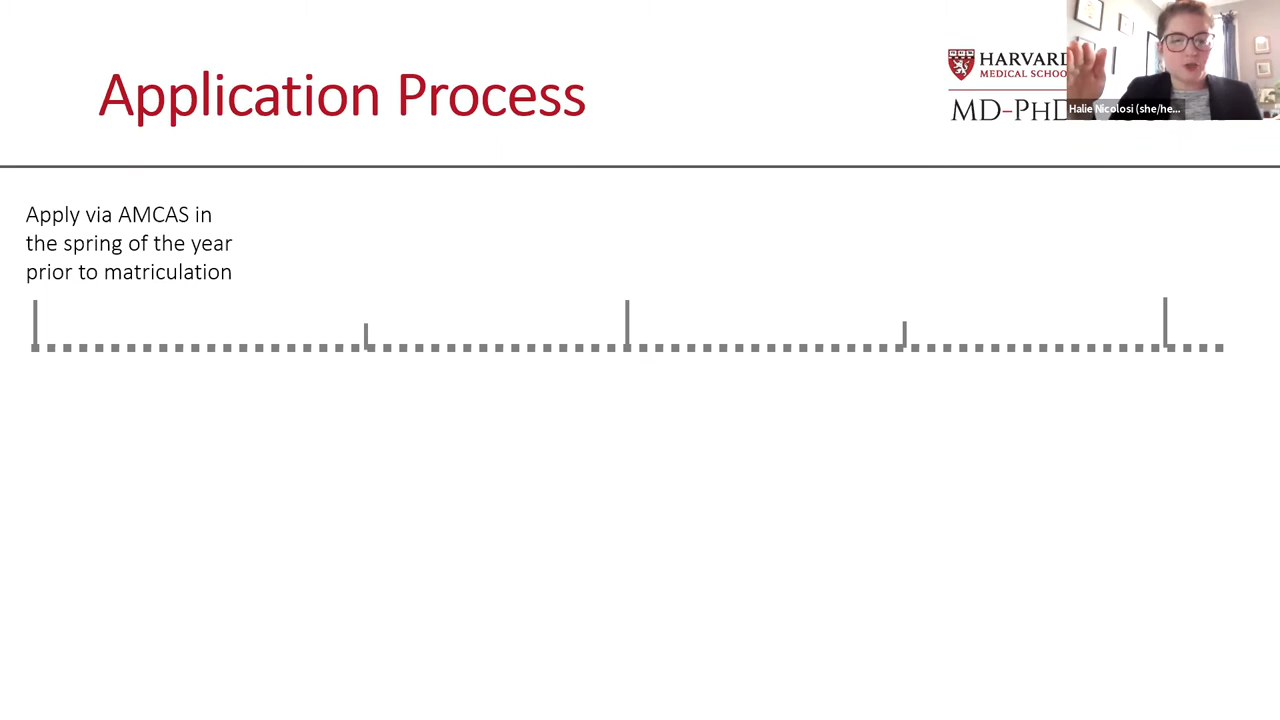 Application Process
HARVARD
MEDICAL SCHOO
MD-PhD
Halie Nicolosi (she/he...
Apply via AMCAS in
the spring of the year
prior to matriculation